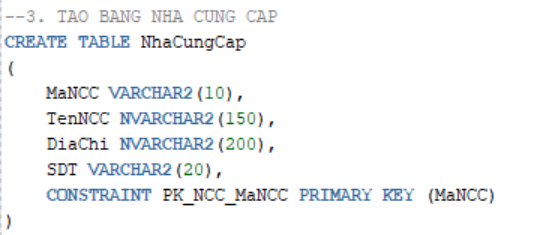 --3. TAO BANG NHA CUNG CAP
CREATE TABLE NhaCungCap
(
    MaNCC VARCHAR2(10),
    TenNCC NVARCHAR2(150),
    DiaChi NVARCHAR2(200),
    SDT VARCHAR2(20),
    CONSTRAINT PK_NCC_MaNCC PRIMARY KEY (MaNCC)
)